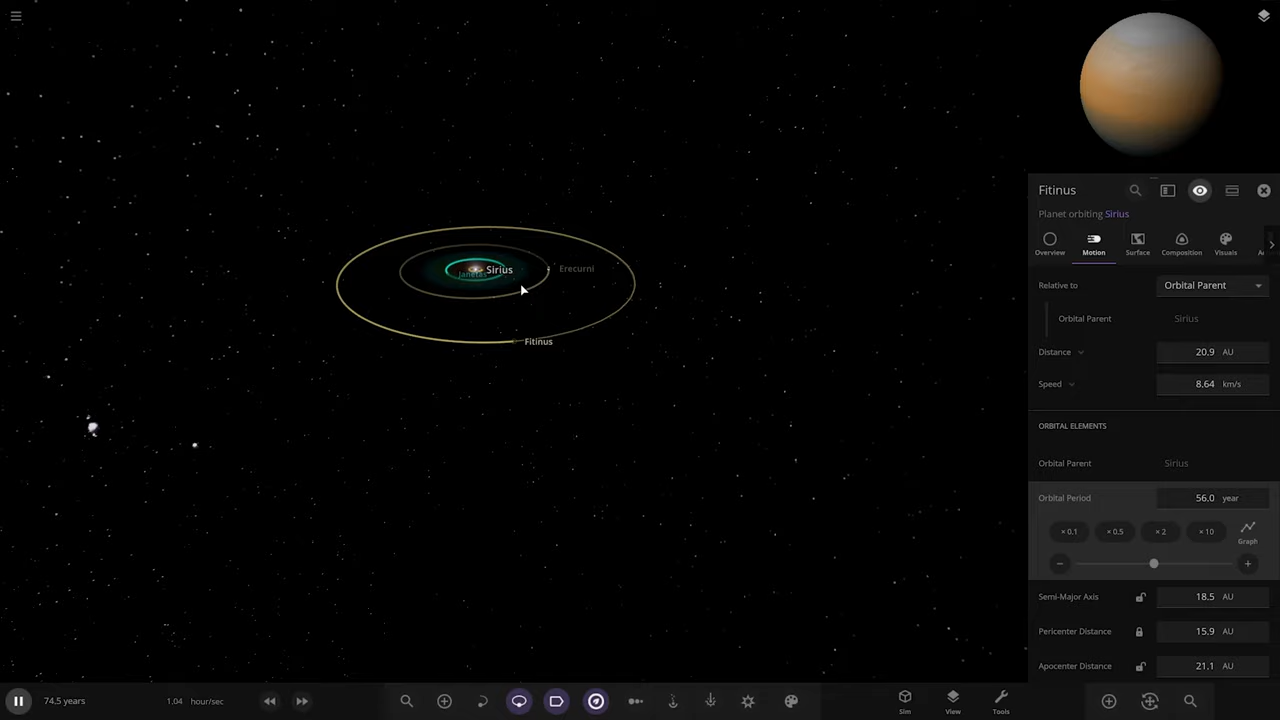 Sirius
Janetas
Erecurni
Fitinus
Fitinus
Planet orbiting Sirius
Overview
Motion
Surface
Composition
Visuals
Relative to
Orbital Parent
Orbital Parent
Sirius
Distance
20.9 AU
Speed
8.64 km/s
ORBITAL ELEMENTS
Orbital Parent
Sirius
Orbital Period
56.0 year
× 0.1
× 0.5
× 2
× 10
Graph
Semi-Major Axis
18.5 AU
Pericenter Distance
15.9 AU
Apocenter Distance
21.1 AU
74.5 years
1.04 hour/sec
Sim
View
Tools